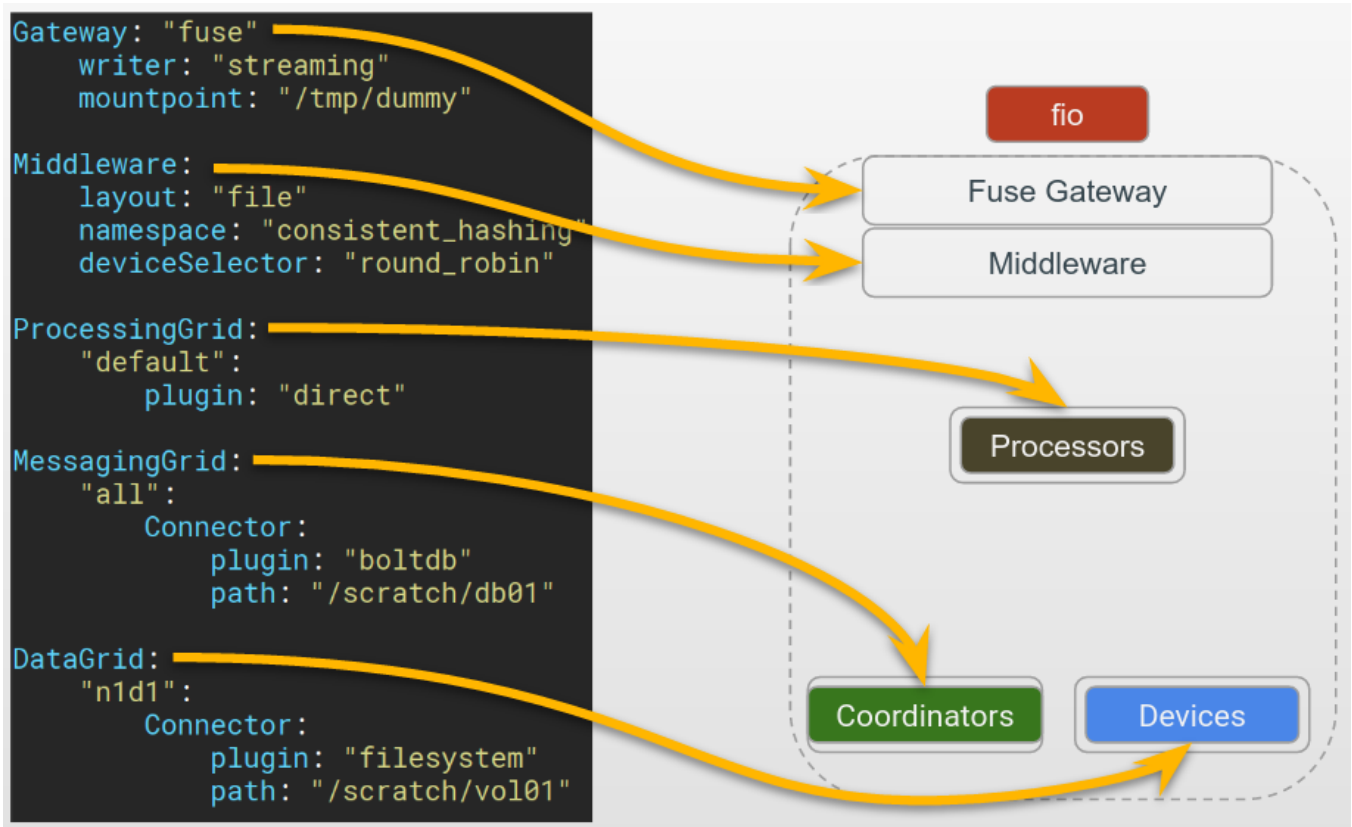 Gateway: "fuse"
    writer: "streaming"
    mountpoint: "/tmp/dummy"
Middleware:
    layout: "file"
    namespace: "consistent_hashing"
    deviceSelector: "round_robin"
ProcessingGrid:
    "default":
        plugin: "direct"
MessagingGrid:
    "all":
        Connector:
            plugin: "boltdb"
            path: "/scratch/db01"
DataGrid:
    "n1d1":
        Connector:
            plugin: "filesystem"
            path: "/scratch/vol01"
fio
Fuse Gateway
Middleware
Processors
Coordinators
Devices